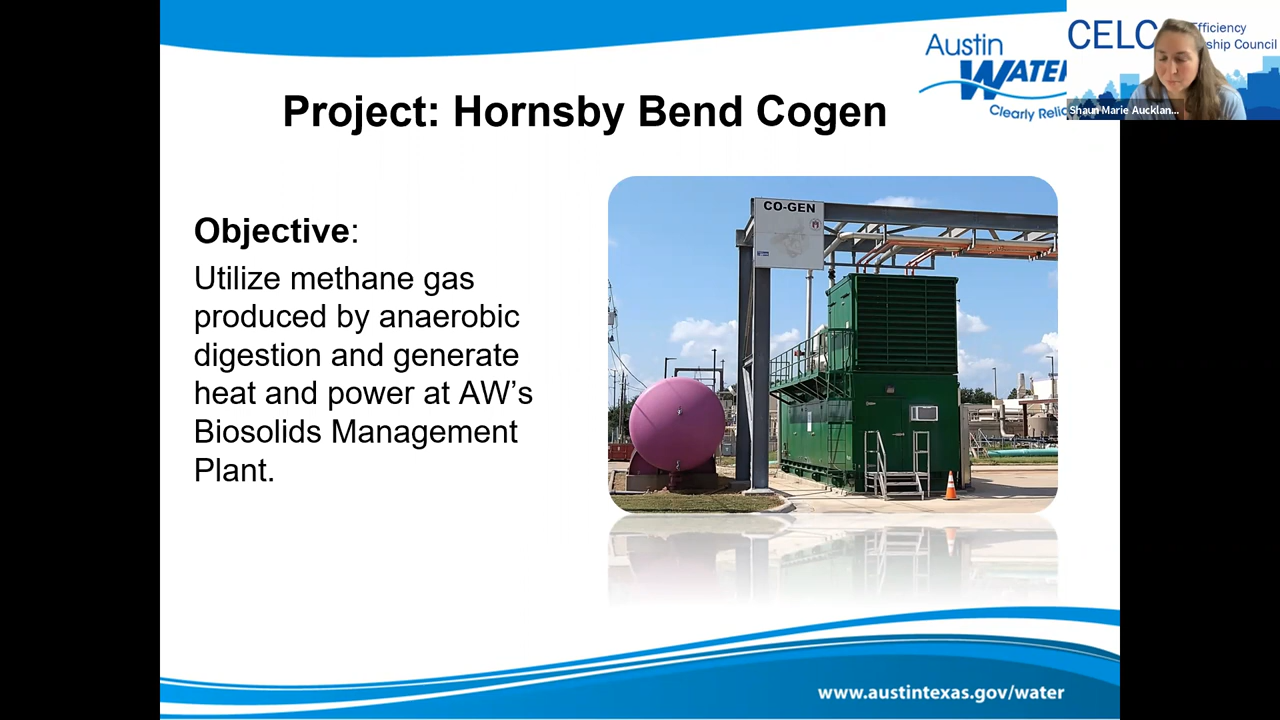 Project: Hornsby Bend Cogen
Austin
WATE
Clearly Relia
CELC
Efficiency
ship Council
Shaun Marie Aucklan...
Objective:
Utilize methane gas
produced by anaerobic
digestion and generate
heat and power at AW’s
Biosolids Management
Plant.
CO-GEN
www.austintexas.gov/water